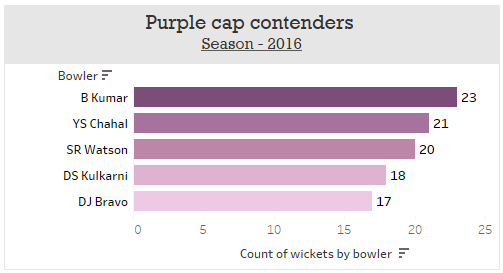 Purple cap contenders
Season - 2016
Bowler
B Kumar 23
YS Chahal 21
SR Watson 20
DS Kulkarni 18
DJ Bravo 17
0 5 10 15 20 25
Count of wickets by bowler